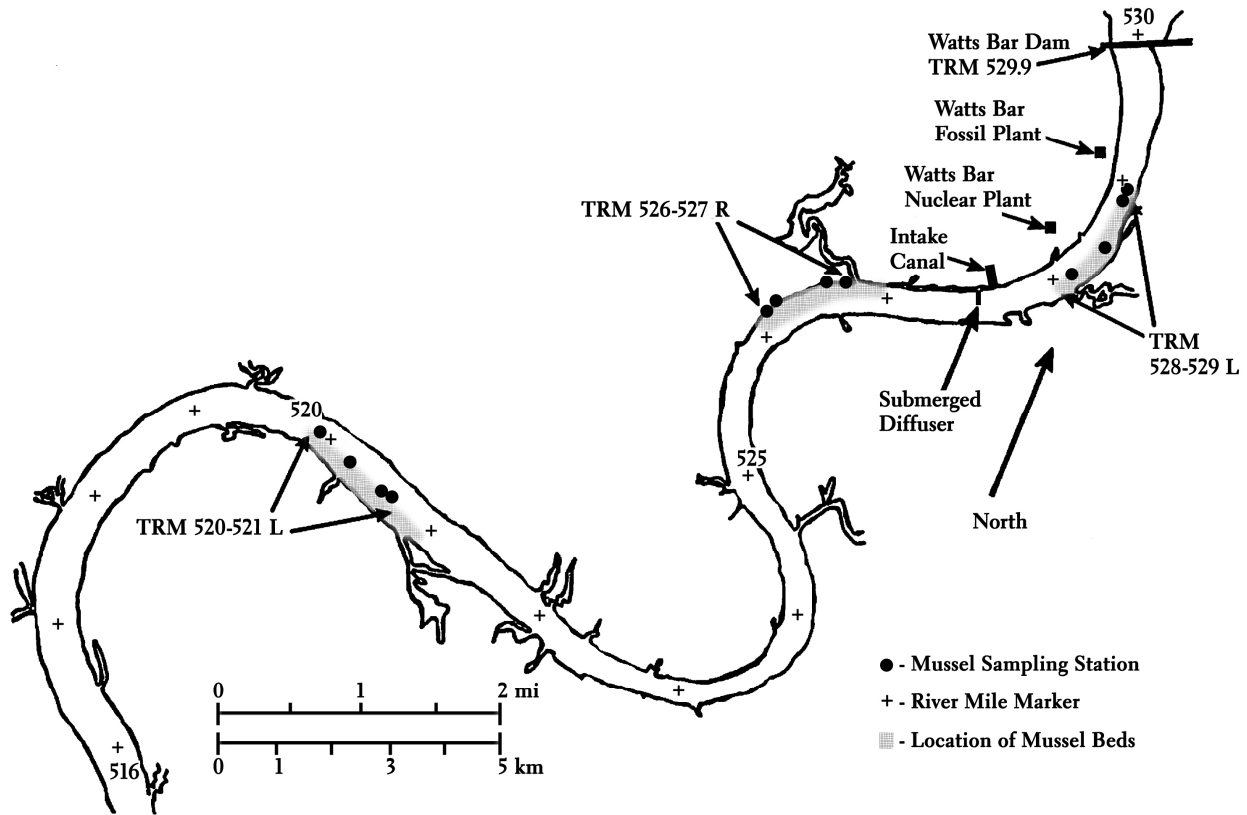 530
Watts Bar Dam
TRM 529.9
Watts Bar
Fossil Plant
Watts Bar
Nuclear Plant
TRM 526-527 R
Intake
Canal
TRM
528-529 L
Submerged
Diffuser
520
525
TRM 520-521 L
North
- Mussel Sampling Station
+ - River Mile Marker
- Location of Mussel Beds
0 1 2 mi
0 1 3 5 km
516